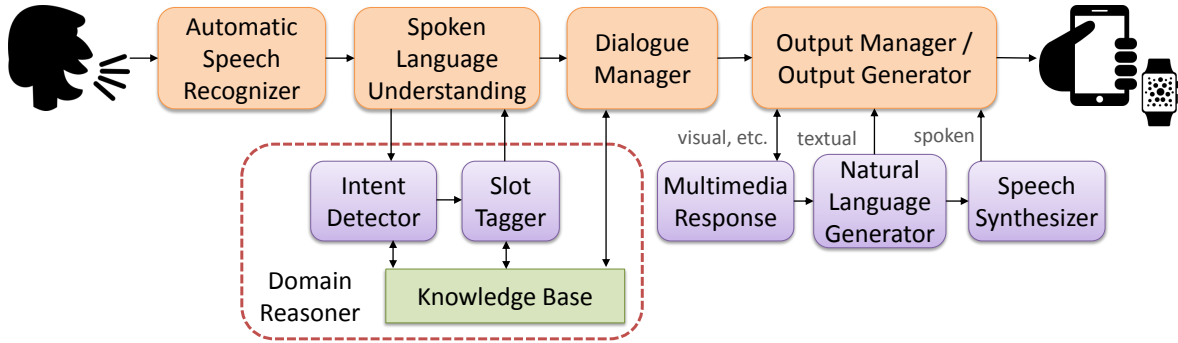 Automatic
Speech
Recognizer
Spoken
Language
Understanding
Dialogue
Manager
Output Manager /
Output Generator
visual, etc.
textual
spoken
Intent
Detector
Slot
Tagger
Multimedia
Response
Natural
Language
Generator
Speech
Synthesizer
Domain
Reasoner
Knowledge Base